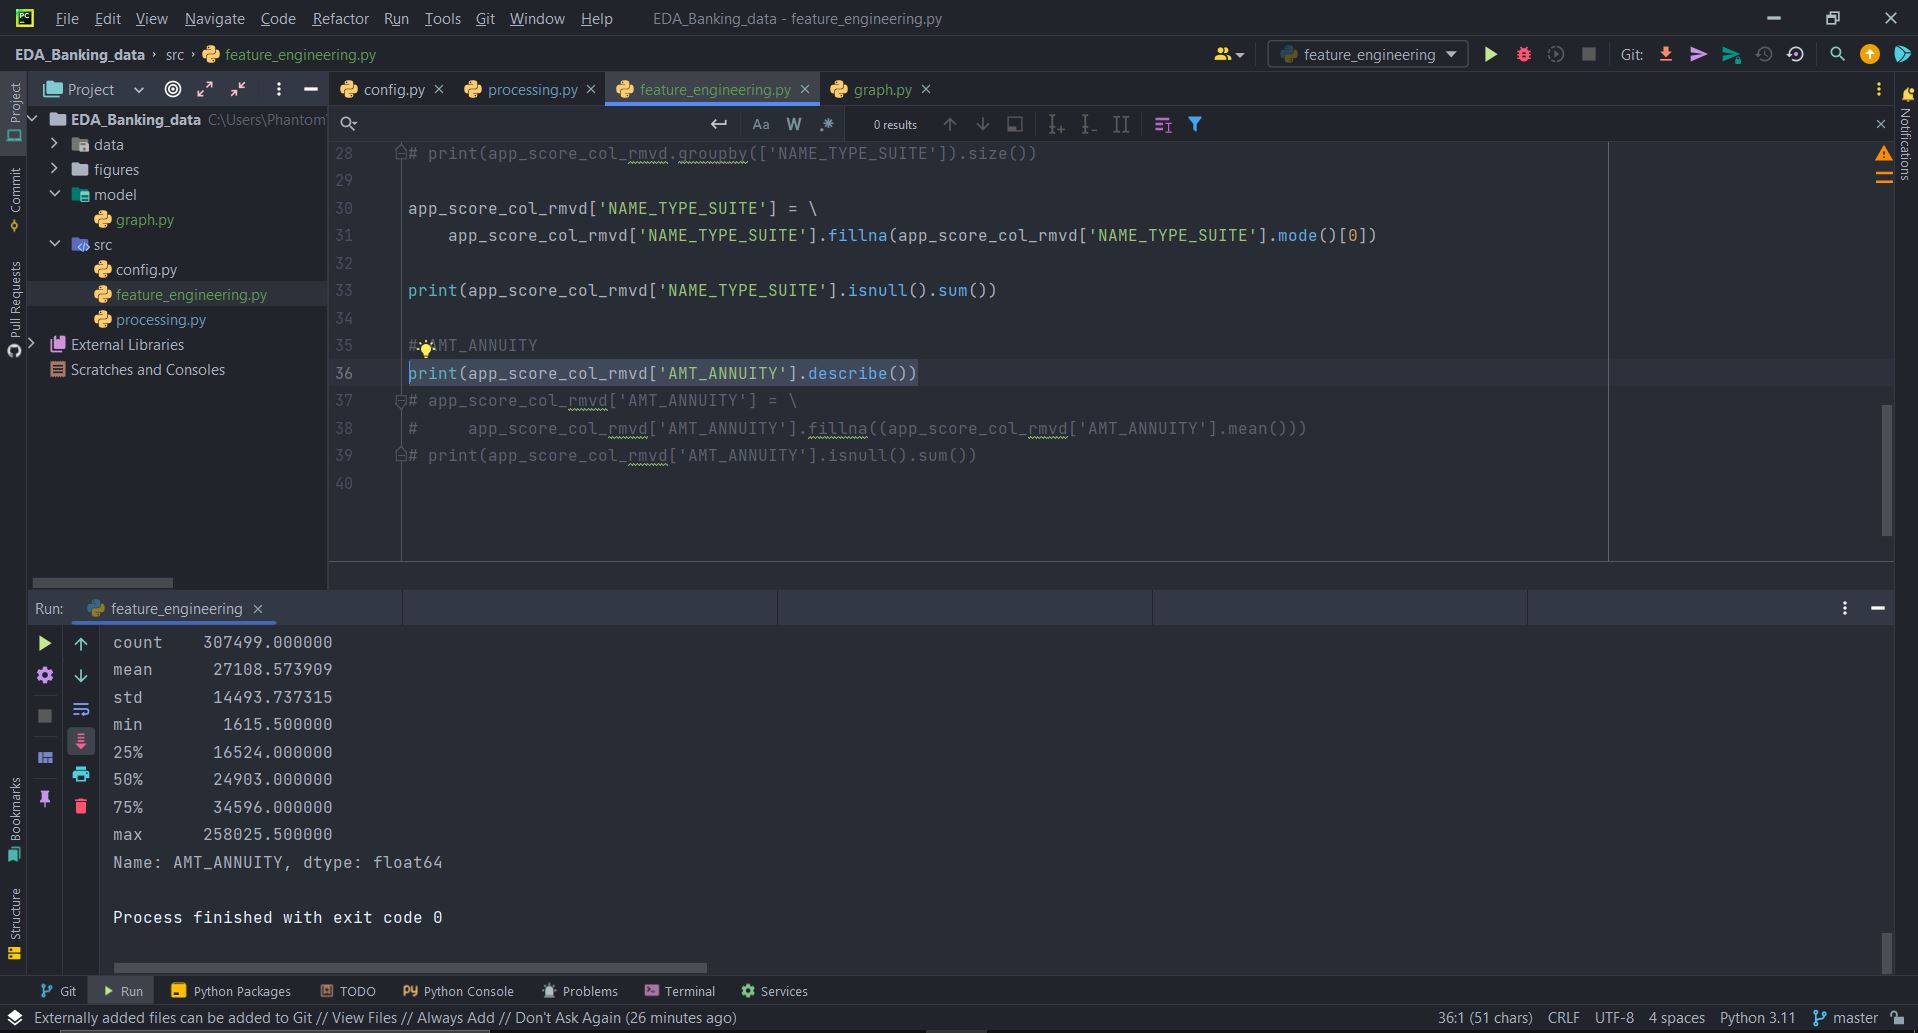 PC File Edit View Navigate Code Refactor Run Tools Git Window Help EDA_Banking_data - feature_engineering.py
EDA_Banking_data › src › feature_engineering.py feature_engineering Git:
Project config.py processing.py feature_engineering.py graph.py
Aa W .* 0 results
Project
Commit
Pull Requests
Bookmarks
Structure
Notifications
EDA_Banking_data C:\Users\Phantom
data
figures
model
graph.py
src
config.py
feature_engineering.py
processing.py
External Libraries
Scratches and Consoles
28 # print(app_score_col_rmvd.groupby(['NAME_TYPE_SUITE']).size())
29
30 app_score_col_rmvd['NAME_TYPE_SUITE'] = \
31 app_score_col_rmvd['NAME_TYPE_SUITE'].fillna(app_score_col_rmvd['NAME_TYPE_SUITE'].mode()[0])
32
33 print(app_score_col_rmvd['NAME_TYPE_SUITE'].isnull().sum())
34
35 # AMT_ANNUITY
36 print(app_score_col_rmvd['AMT_ANNUITY'].describe())
37 # app_score_col_rmvd['AMT_ANNUITY'] = \
38 # app_score_col_rmvd['AMT_ANNUITY'].fillna((app_score_col_rmvd['AMT_ANNUITY'].mean()))
39 # print(app_score_col_rmvd['AMT_ANNUITY'].isnull().sum())
40
Run: feature_engineering
count 307499.000000
mean 27108.573909
std 14493.737315
min 1615.500000
25% 16524.000000
50% 24903.000000
75% 34596.000000
max 258025.500000
Name: AMT_ANNUITY, dtype: float64
Process finished with exit code 0
Git Run Python Packages TODO Python Console Problems Terminal Services
Externally added files can be added to Git // View Files // Always Add // Don't Ask Again (26 minutes ago) 36:1 (51 chars) CRLF UTF-8 4 spaces Python 3.11 master